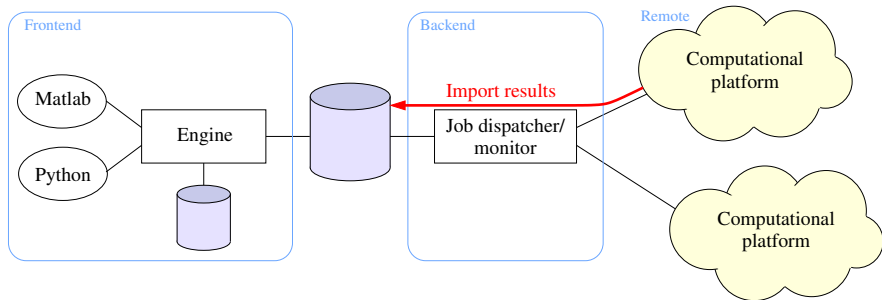 Frontend
Backend
Remote
Matlab
Python
Engine
Import results
Job dispatcher/
monitor
Computational
platform
Computational
platform